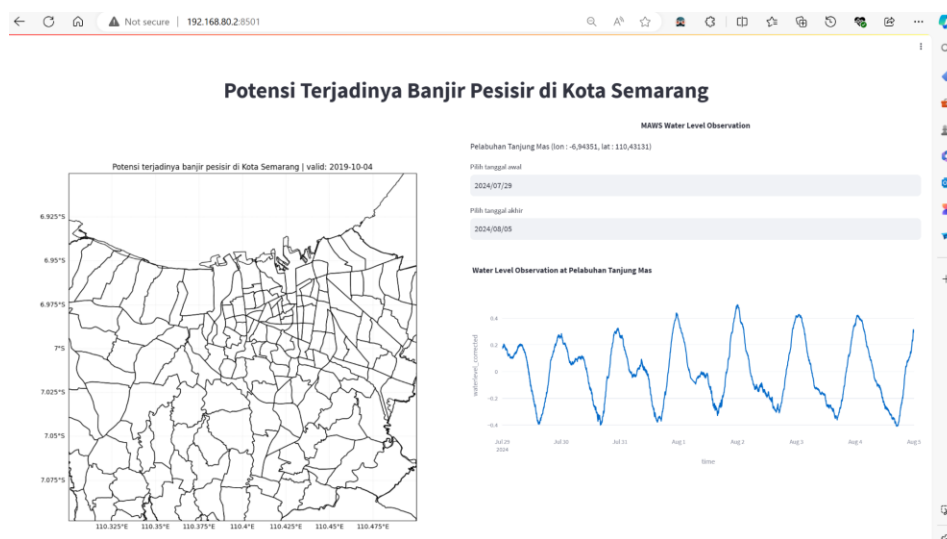 Not secure | 192.168.80.2:8501
Potensi Terjadinya Banjir Pesisir di Kota Semarang
Potensi terjadinya banjir pesisir di Kota Semarang | valid: 2019-10-04
6.925°S
6.95°S
6.975°S
7°S
7.025°S
7.05°S
7.075°S
110.325°E 110.35°E 110.375°E 110.4°E 110.425°E 110.45°E 110.475°E
MAWS Water Level Observation
Pelabuhan Tanjung Mas (lon : -6,94351, lat : 110,43131)
Pilih tanggal awal
2024/07/29
Pilih tanggal akhir
2024/08/05
Water Level Observation at Pelabuhan Tanjung Mas
waterlevel_corrected
0.4
0.2
0
-0.2
-0.4
Jul 29 Jul 30 Jul 31 Aug 1 Aug 2 Aug 3 Aug 4 Aug 5
2024
time